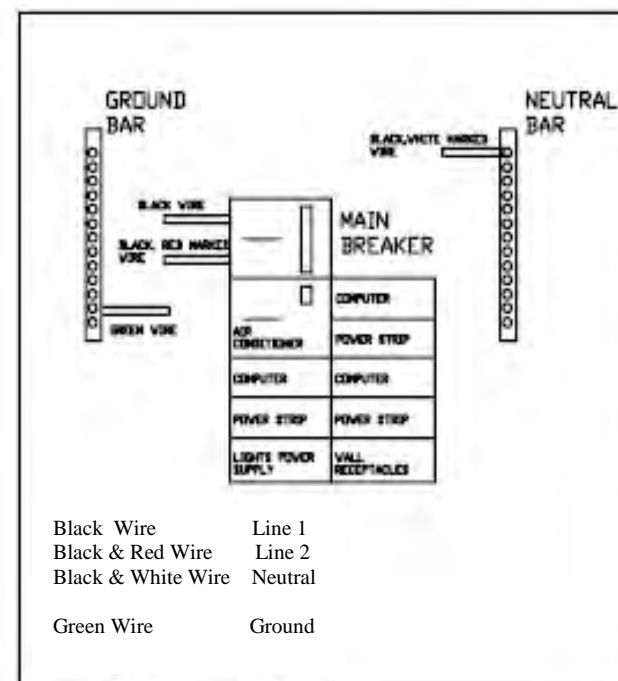 GROUND
BAR
NEUTRAL
BAR
BLACK,WHITE MARKED
WIRE
BLACK WIRE
BLACK, RED MARKED
WIRE
MAIN
BREAKER
GREEN WIRE
COMPUTER
AIR
CONDITIONER
POWER STRIP
COMPUTER
COMPUTER
POWER STRIP
POWER STRIP
LIGHTS POWER
SUPPLY
WALL
RECEPTACLES
Black Wire Line 1
Black & Red Wire Line 2
Black & White Wire Neutral
Green Wire Ground